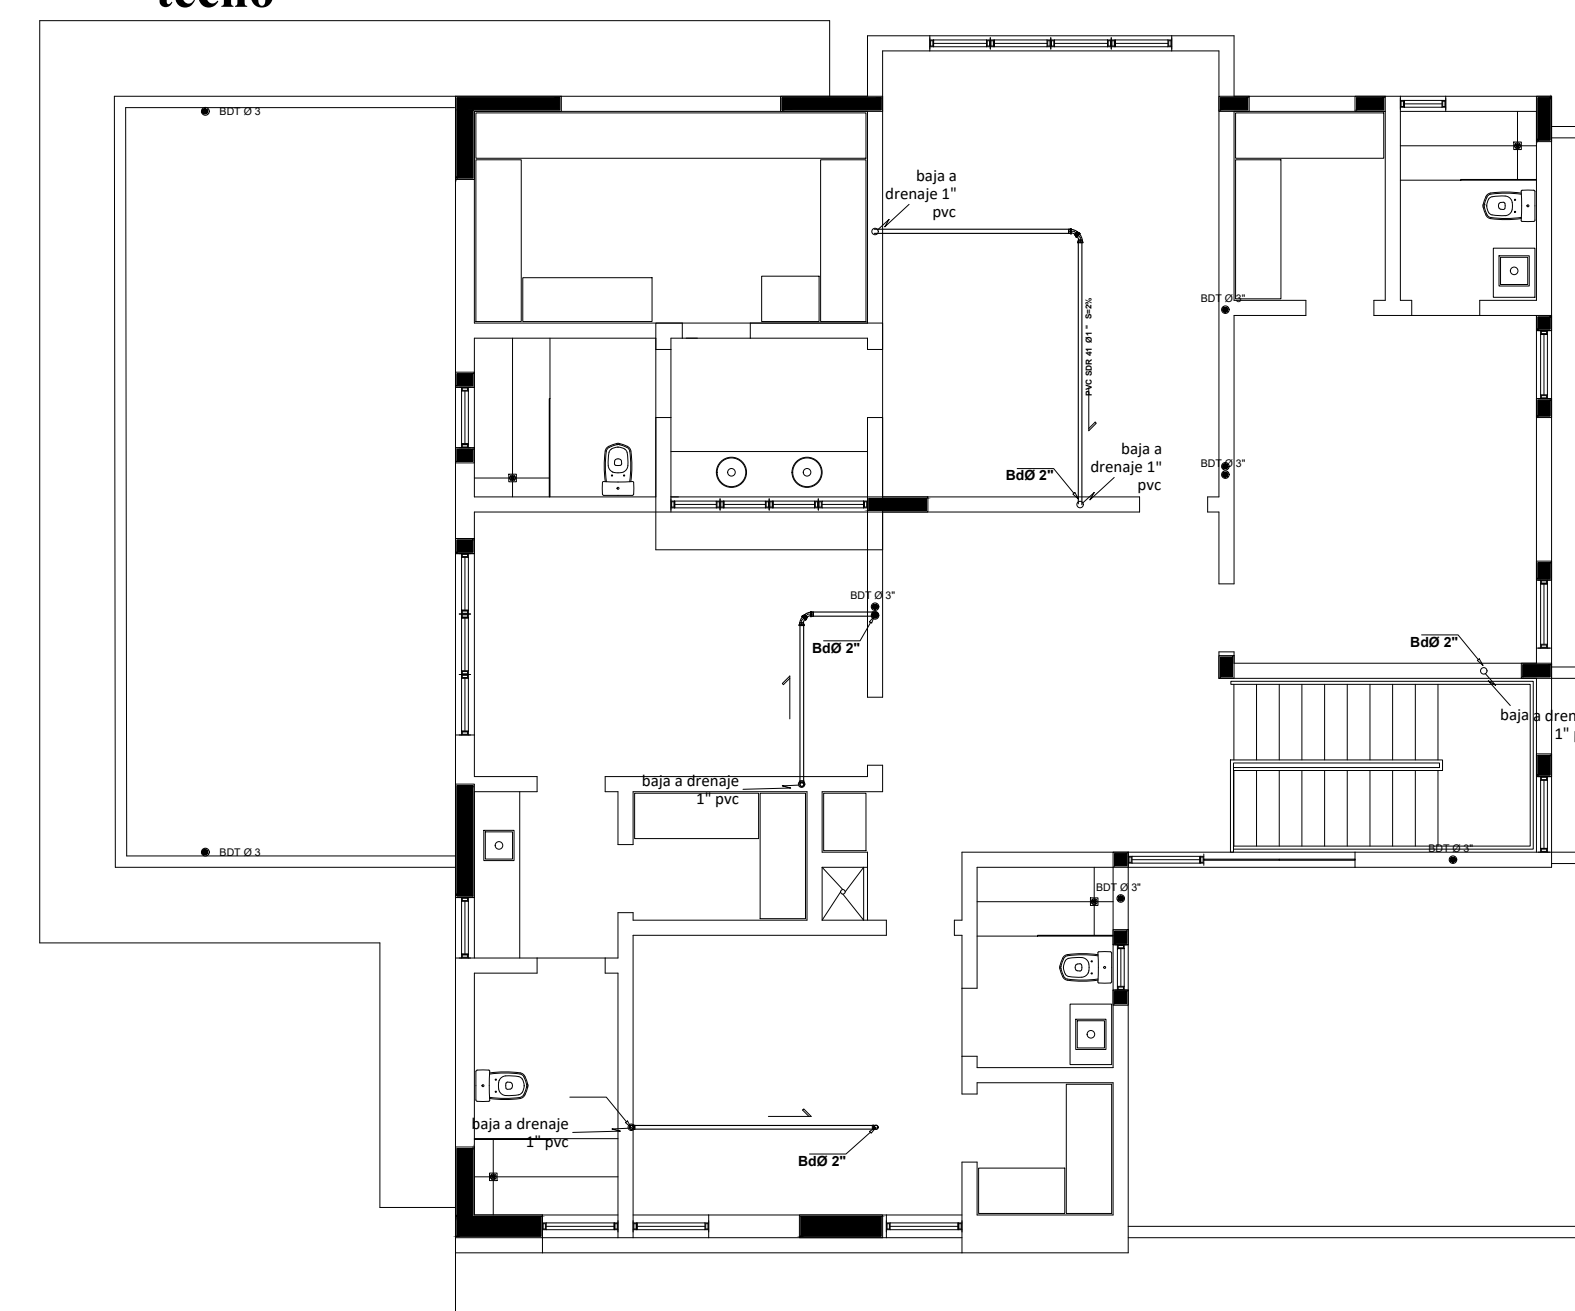 techo
BDT Ø 3
baja a
drenaje 1"
pvc
BDT Ø 3"
PVC SDR 41 Ø1 " S=2%
baja a
drenaje 1"
pvc
BdØ 2"
BDT Ø 3"
BDT Ø 3"
BdØ 2"
BdØ 2"
baja a dren
1"
baja a drenaje
1" pvc
BDT Ø 3
BDT Ø 3"
BDT Ø 3"
baja a drenaje
1" pvc
BdØ 2"